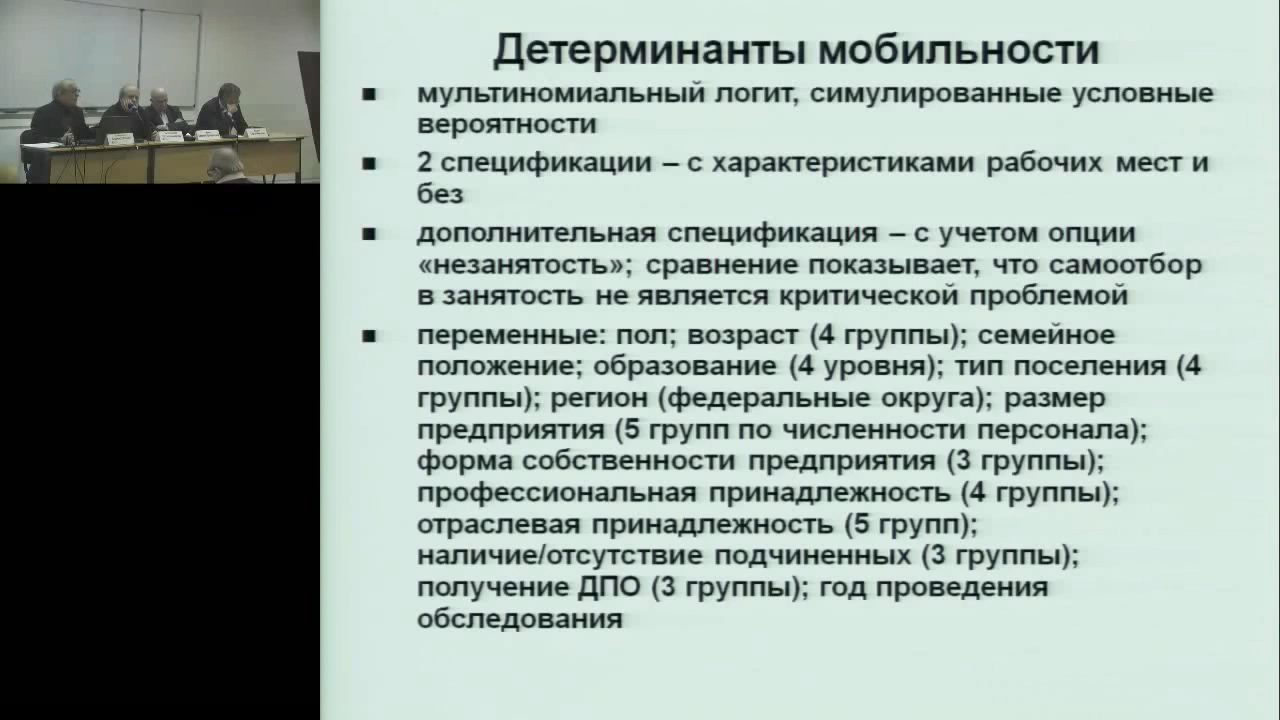 Детерминанты мобильности
▪ мультиномиальный логит, симулированные условные
вероятности
▪ 2 спецификации – с характеристиками рабочих мест и
без
▪ дополнительная спецификация – с учетом опции
«незанятость»; сравнение показывает, что самоотбор
в занятость не является критической проблемой
▪ переменные: пол; возраст (4 группы); семейное
положение; образование (4 уровня); тип поселения (4
группы); регион (федеральные округа); размер
предприятия (5 групп по численности персонала);
форма собственности предприятия (3 группы);
профессиональная принадлежность (4 группы);
отраслевая принадлежность (5 групп);
наличие/отсутствие подчиненных (3 группы);
получение ДПО (3 группы); год проведения
обследования